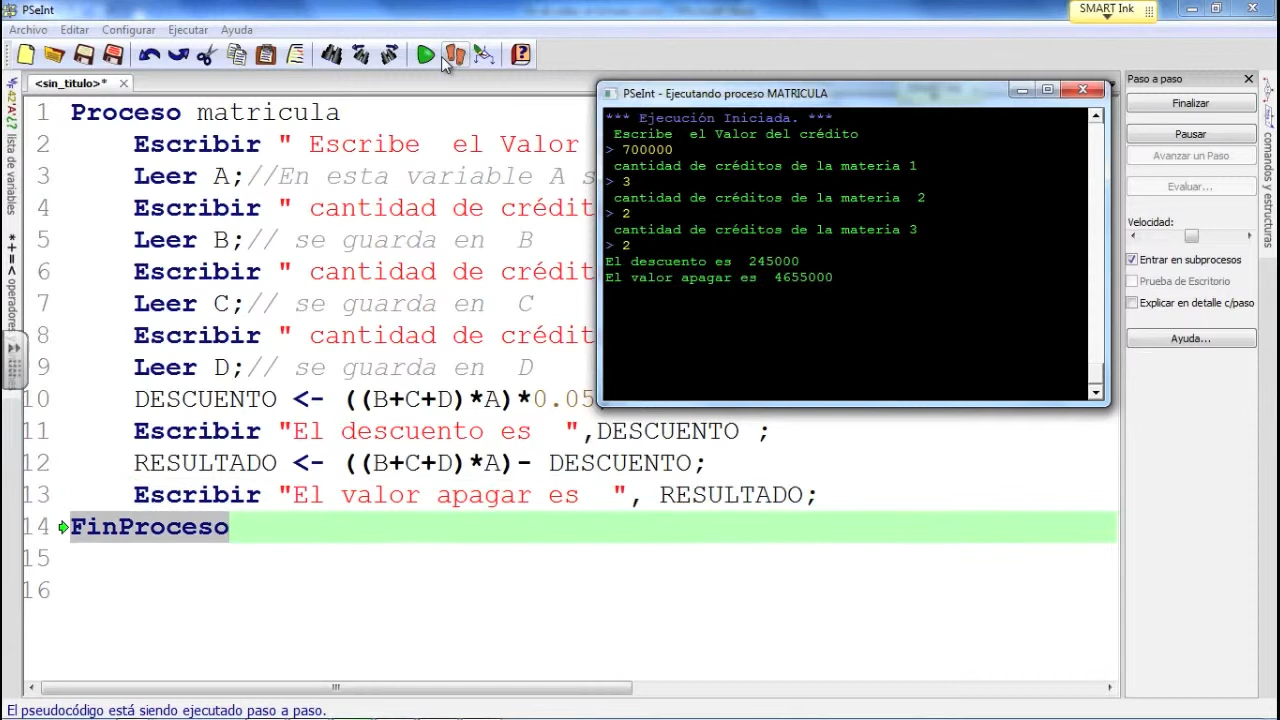 PSeInt
SMART Ink
Archivo Editar Configurar Ejecutar Ayuda
<sin_titulo>*
lista de variables
*+=< operadores y
1 Proceso matricula
2 Escribir " Escribe el Valor
3 Leer A;//En esta variable A s
4 Escribir " cantidad de crédit
5 Leer B;// se guarda en B
6 Escribir " cantidad de crédit
7 Leer C;// se guarda en C
8 Escribir " cantidad de crédit
9 Leer D;// se guarda en D
10 DESCUENTO <- ((B+C+D)*A)*0.05
11 Escribir "El descuento es ",DESCUENTO ;
12 RESULTADO <- ((B+C+D)*A)- DESCUENTO;
13 Escribir "El valor apagar es ", RESULTADO;
14 FinProceso
15
16
PSeInt - Ejecutando proceso MATRICULA
*** Ejecución Iniciada. ***
Escribe el Valor del crédito
> 700000
cantidad de créditos de la materia 1
> 3
cantidad de créditos de la materia 2
> 2
cantidad de créditos de la materia 3
> 2
El descuento es 245000
El valor apagar es 4655000
Paso a paso
Finalizar
Pausar
Avanzar un Paso
Evaluar...
Velocidad:
Entrar en subprocesos
Prueba de Escritorio
Explicar en detalle c/paso
Ayuda...
comandos y estructuras
El pseudocódigo está siendo ejecutado paso a paso.